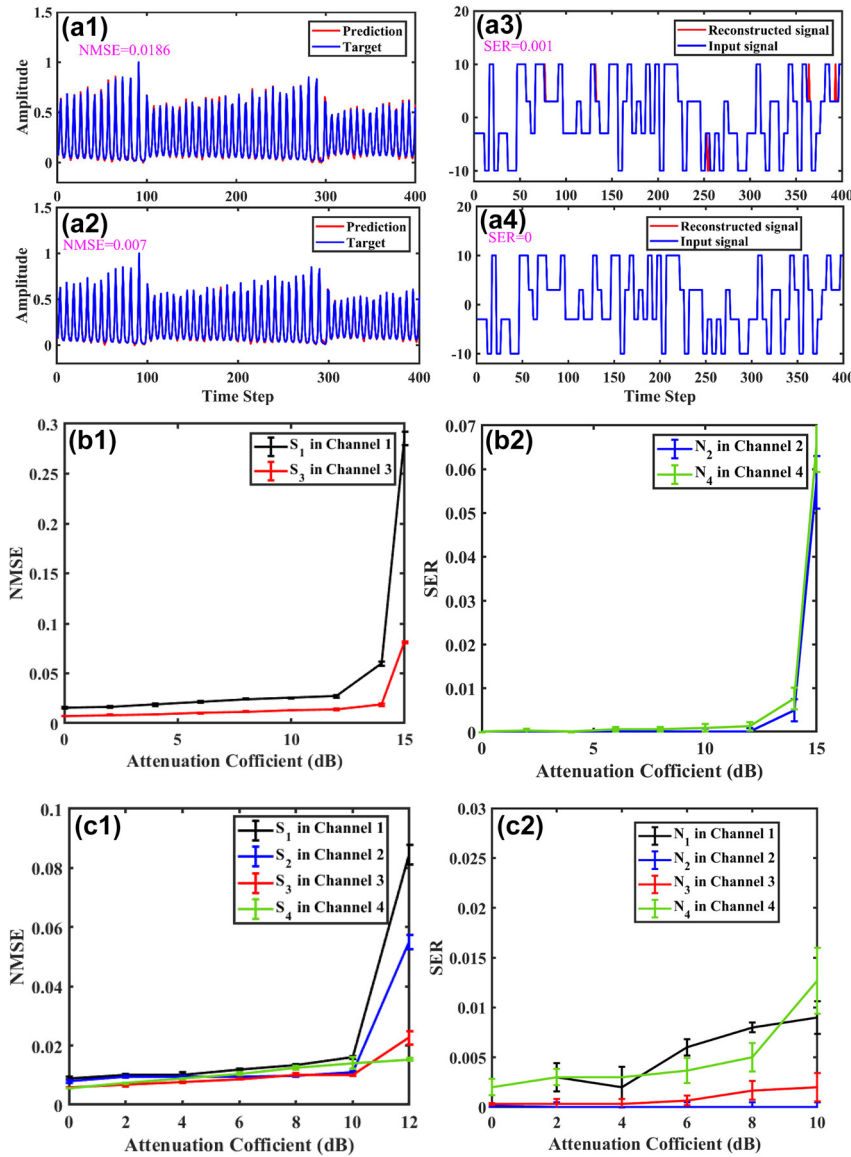 (a1)
NMSE=0.0186
Prediction
Target
Amplitude
1.5
1
0.5
0
0 100 200 300 400
(a3)
SER=0.001
Reconstructed signal
Input signal
20
10
0
-10
0 50 100 150 200 250 300 350 400
(a2)
NMSE=0.007
Prediction
Target
Amplitude
1.5
1
0.5
0
0 100 200 300 400
Time Step
(a4)
SER=0
Reconstructed signal
Input signal
20
10
0
-10
0 50 100 150 200 250 300 350 400
Time Step
(b1)
S1 in Channel 1
S3 in Channel 3
NMSE
0.3
0.25
0.2
0.15
0.1
0.05
0
0 5 10 15
Attenuation Cofficient (dB)
(b2)
N2 in Channel 2
N4 in Channel 4
SER
0.07
0.06
0.05
0.04
0.03
0.02
0.01
0
0 5 10 15
Attenuation Cofficient (dB)
(c1)
S1 in Channel 1
S2 in Channel 2
S3 in Channel 3
S4 in Channel 4
NMSE
0.1
0.08
0.06
0.04
0.02
0
0 2 4 6 8 10 12
Attenuation Cofficient (dB)
(c2)
N1 in Channel 1
N2 in Channel 2
N3 in Channel 3
N4 in Channel 4
SER
0.03
0.025
0.02
0.015
0.01
0.005
0
0 2 4 6 8 10
Attenuation Cofficient (dB)